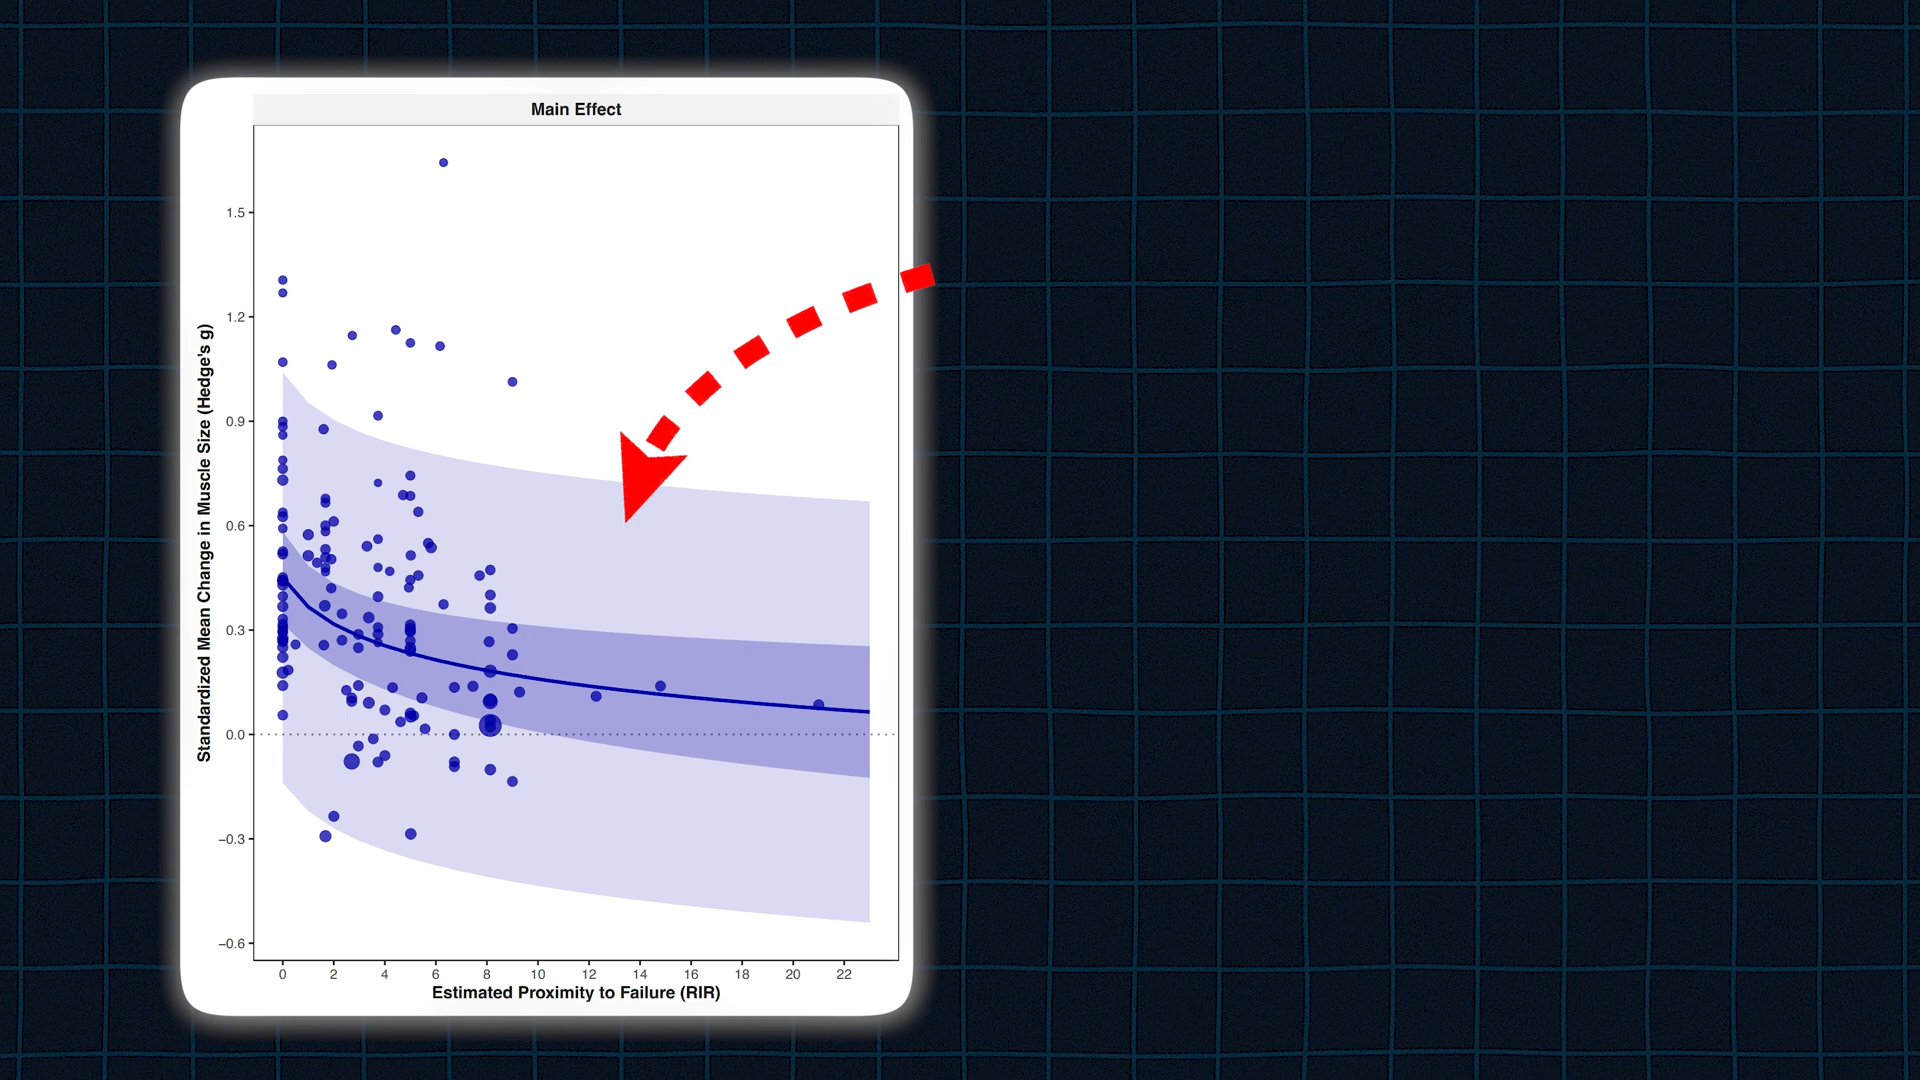 Main Effect
Standardized Mean Change in Muscle Size (Hedge's g)
1.5
1.2
0.9
0.6
0.3
0.0
−0.3
−0.6
0 2 4 6 8 10 12 14 16 18 20 22
Estimated Proximity to Failure (RIR)